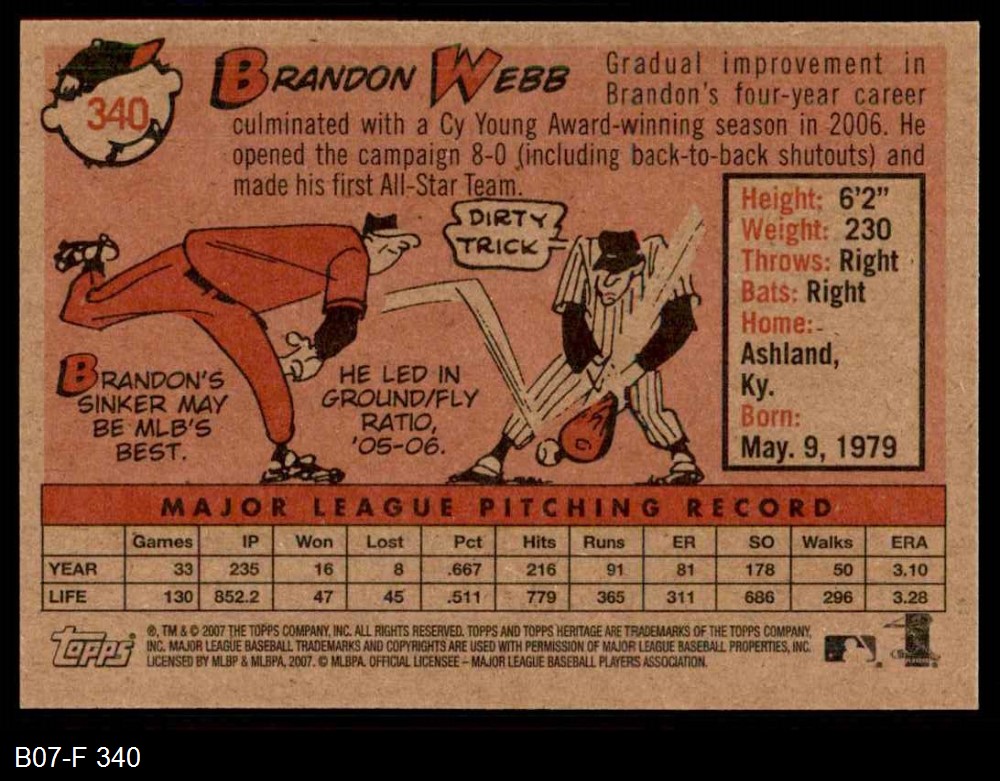 340
BRANDON WEBB
Gradual improvement in
Brandon's four-year career
culminated with a Cy Young Award-winning season in 2006. He
opened the campaign 8-0 (including back-to-back shutouts) and
made his first All-Star Team.
DIRTY
TRICK
Height: 6'2"
Weight: 230
Throws: Right
Bats: Right
Home:
Ashland,
Ky.
Born:
May. 9, 1979
BRANDON'S
SINKER MAY
BE MLB'S
BEST.
HE LED IN
GROUND/FLY
RATIO,
'05-06.
MAJOR LEAGUE PITCHING RECORD
Games IP Won Lost Pct Hits Runs ER SO Walks ERA
YEAR 33 235 16 8 .667 216 91 81 178 50 3.10
LIFE 130 852.2 47 45 .511 779 365 311 686 296 3.28
topps
®, TM & © 2007 THE TOPPS COMPANY, INC. ALL RIGHTS RESERVED. TOPPS AND TOPPS HERITAGE ARE TRADEMARKS OF THE TOPPS COMPANY,
INC. MAJOR LEAGUE BASEBALL TRADEMARKS AND COPYRIGHTS ARE USED WITH PERMISSION OF MAJOR LEAGUE BASEBALL PROPERTIES, INC.
LICENSED BY MLBP & MLBPA, 2007. © MLBPA. OFFICIAL LICENSEE – MAJOR LEAGUE BASEBALL PLAYERS ASSOCIATION.
B07-F 340